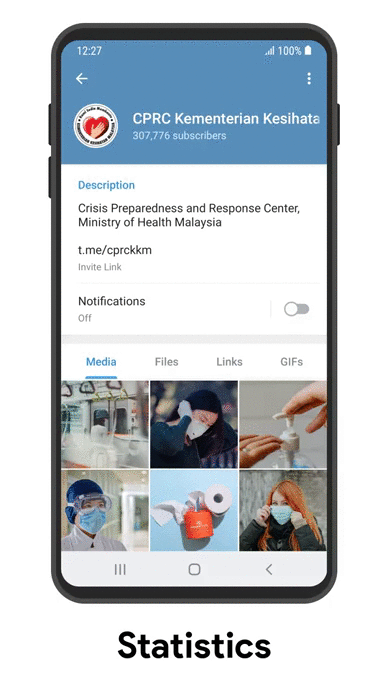 12:27
100%
CPRC Kementerian Kesihata
307,776 subscribers
Description
Crisis Preparedness and Response Center,
Ministry of Health Malaysia
t.me/cprckkm
Invite Link
Notifications
Off
Media Files Links GIFs
Statistics